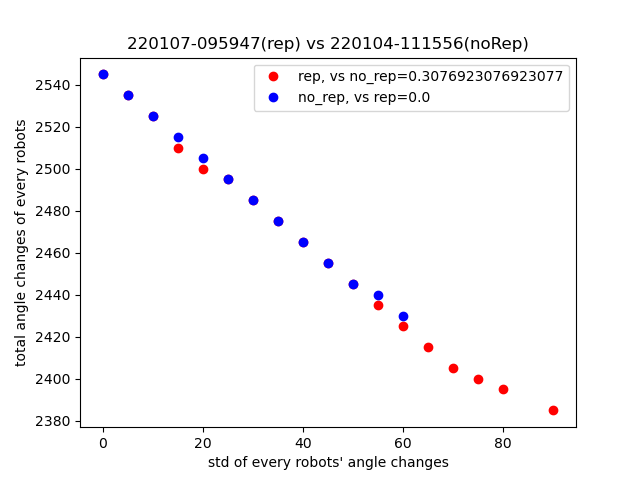 220107-095947(rep) vs 220104-111556(noRep)
rep, vs no_rep=0.3076923076923077
no_rep, vs rep=0.0
total angle changes of every robots
2540
2520
2500
2480
2460
2440
2420
2400
2380
0 20 40 60 80
std of every robots' angle changes